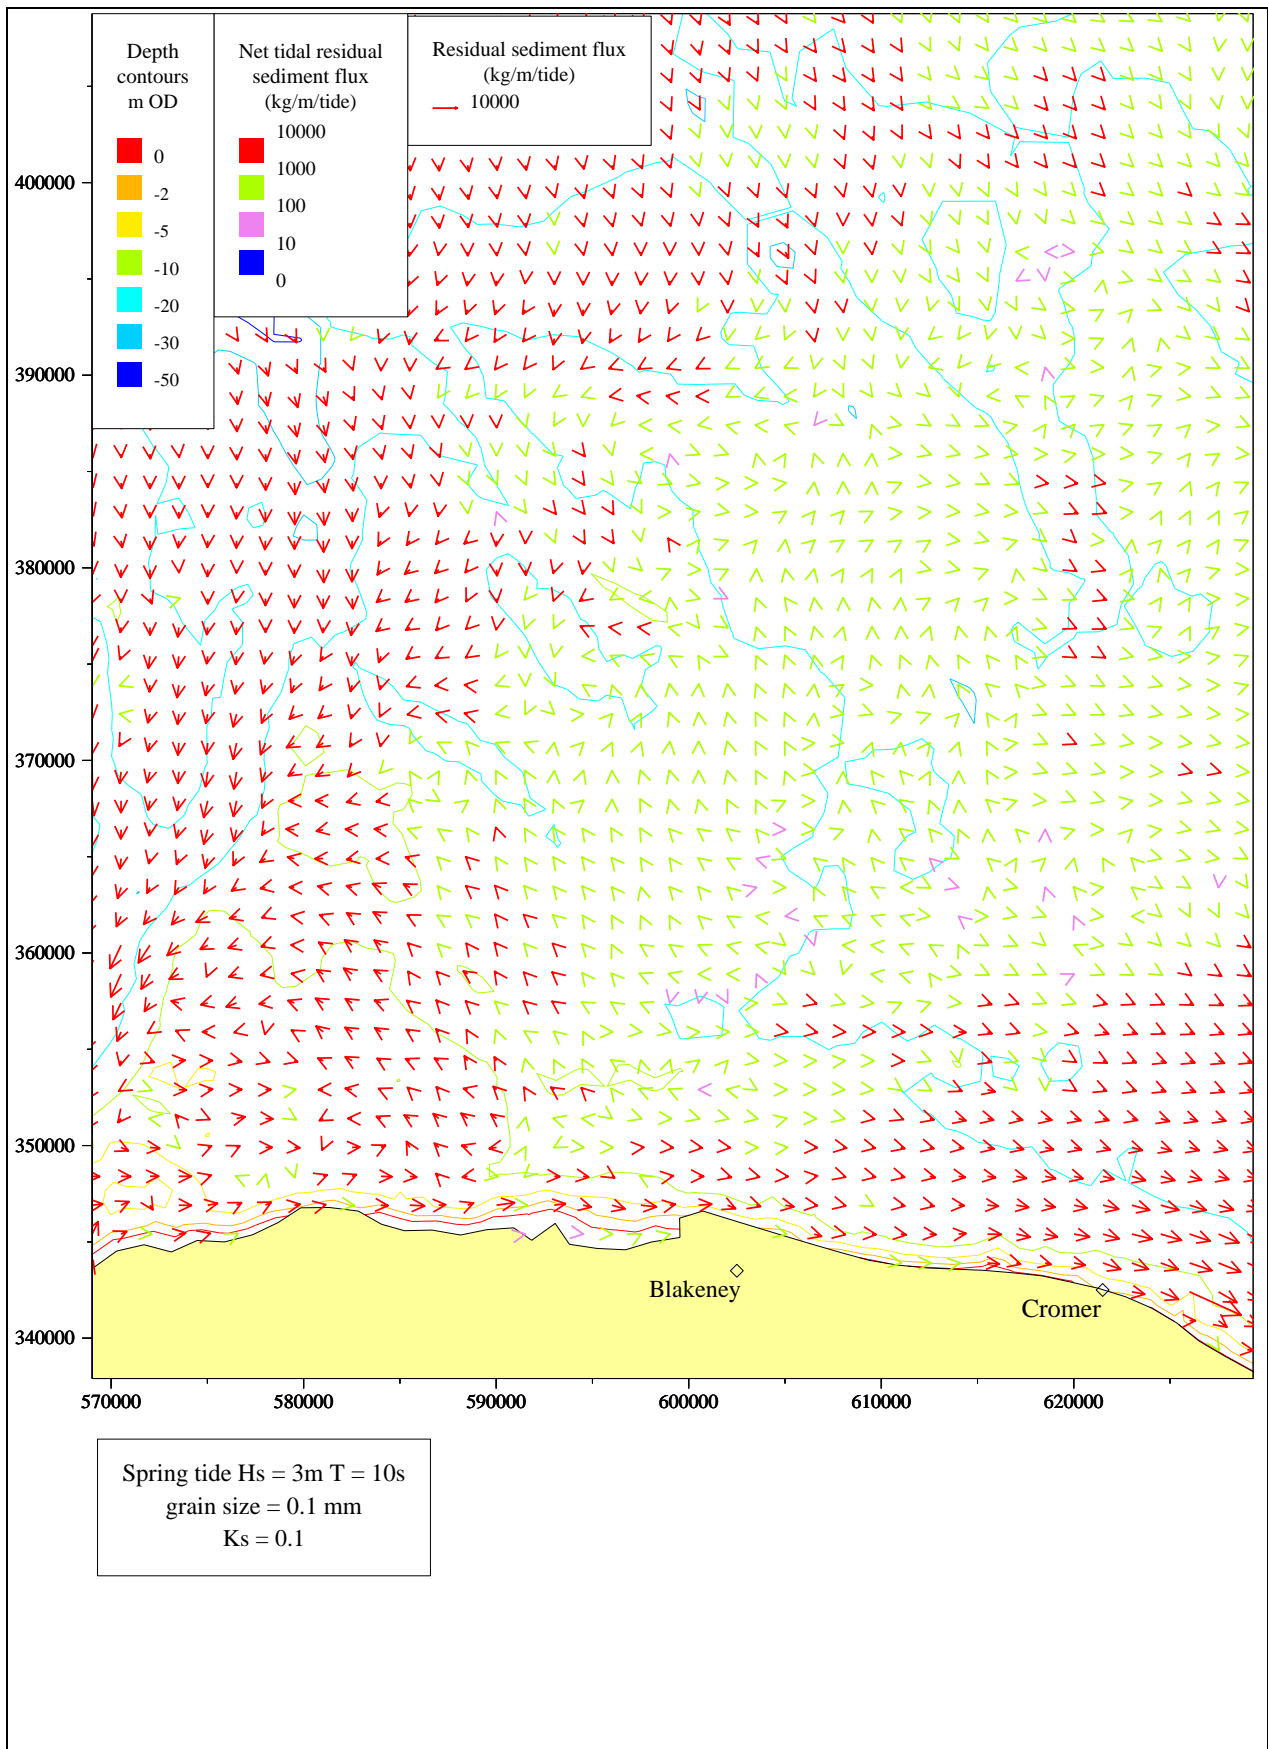 Depth
contours
m OD
0
-2
-5
-10
-20
-30
-50
Net tidal residual
sediment flux
(kg/m/tide)
10000
1000
100
10
0
Residual sediment flux
(kg/m/tide)
10000
400000
390000
380000
370000
360000
350000
340000
Blakeney
Cromer
570000 580000 590000 600000 610000 620000
Spring tide Hs = 3m T = 10s
grain size = 0.1 mm
Ks = 0.1